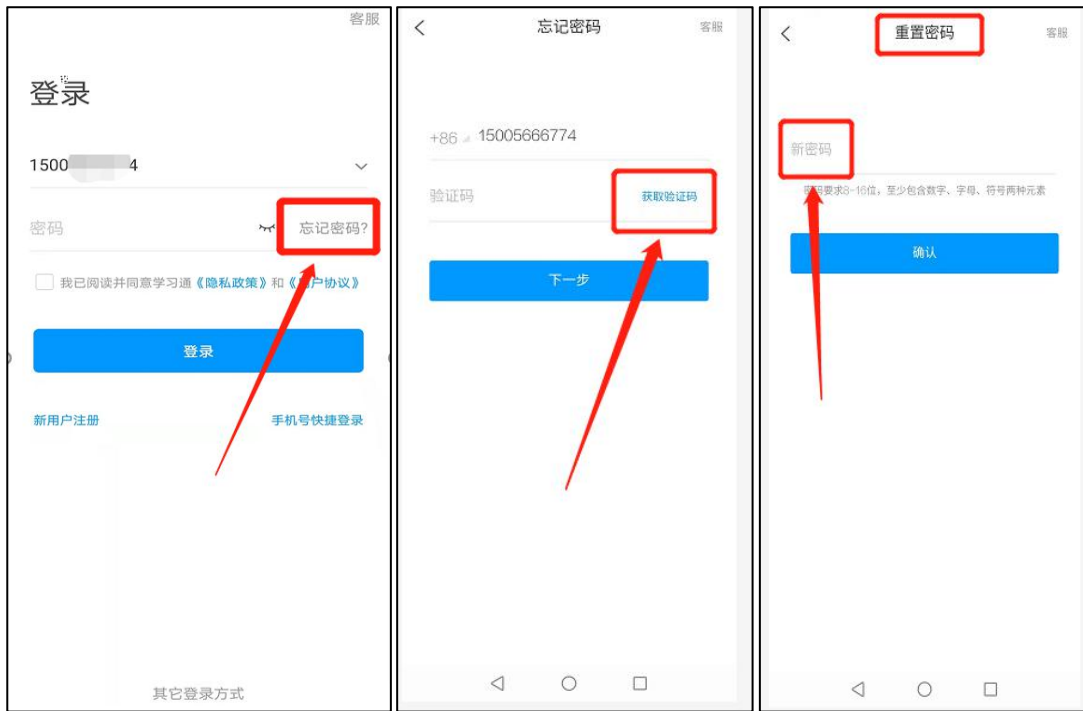 客服
登录
1500 4
密码 忘记密码?
我已阅读并同意学习通《隐私政策》和《 户协议》
登录
新用户注册 手机号快捷登录
其它登录方式
忘记密码 客服
+86 15005666774
验证码 获取验证码
下一步
重置密码 客服
新密码
密码要求8-16位，至少包含数字、字母、符号两种元素
确认